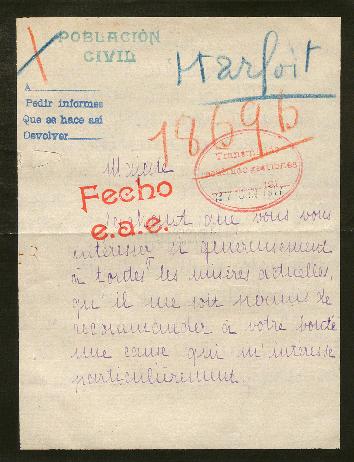 POBLACIÓN
CIVIL
Harfoit
A
Pedir informes
Que se hace así
Devolver
18696
Fecho
e.a.e.
Sachant que vous vous
intéressez si généreusement
à toutes les misères actuelles,
qu'il me soit permis de
recommander à votre bonté
une cause qui m'intéresse
particulièrement.